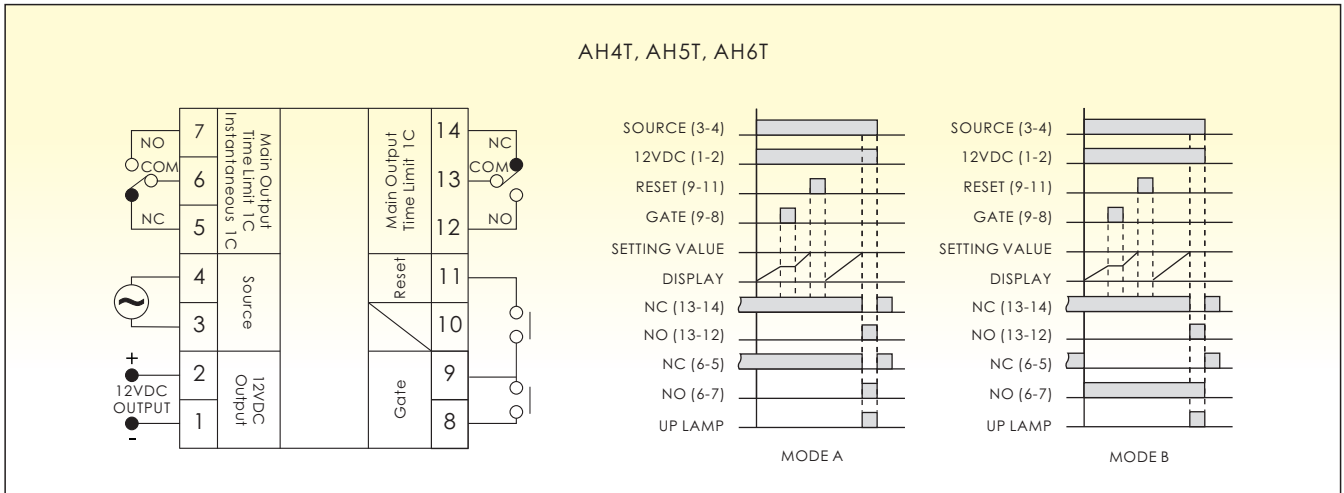 AH4T, AH5T, AH6T
7
6
5
4
3
2
1
NO
COM
NC
+
12VDC
OUTPUT
-
Main Output
Time Limit 1C
Instantaneous 1C
Source
12VDC
Output
Main Output
Time Limit 1C
Reset
Gate
14
13
12
11
10
9
8
NC
COM
NO
SOURCE (3-4)
12VDC (1-2)
RESET (9-11)
GATE (9-8)
SETTING VALUE
DISPLAY
NC (13-14)
NO (13-12)
NC (6-5)
NO (6-7)
UP LAMP
MODE A
SOURCE (3-4)
12VDC (1-2)
RESET (9-11)
GATE (9-8)
SETTING VALUE
DISPLAY
NC (13-14)
NO (13-12)
NC (6-5)
NO (6-7)
UP LAMP
MODE B